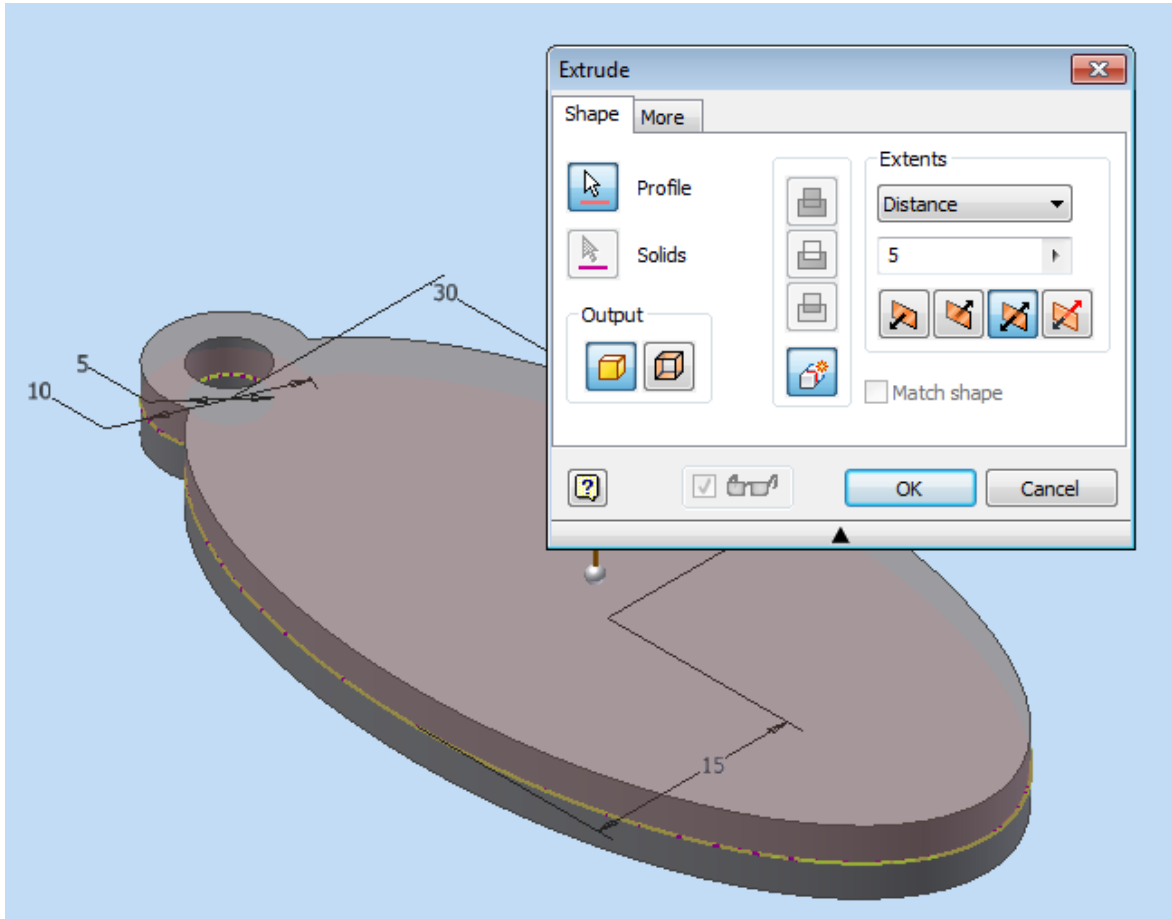 Extrude
Shape
More
Profile
Solids
Output
Extents
Distance
5
Match shape
?
OK
Cancel
30
5
10
15